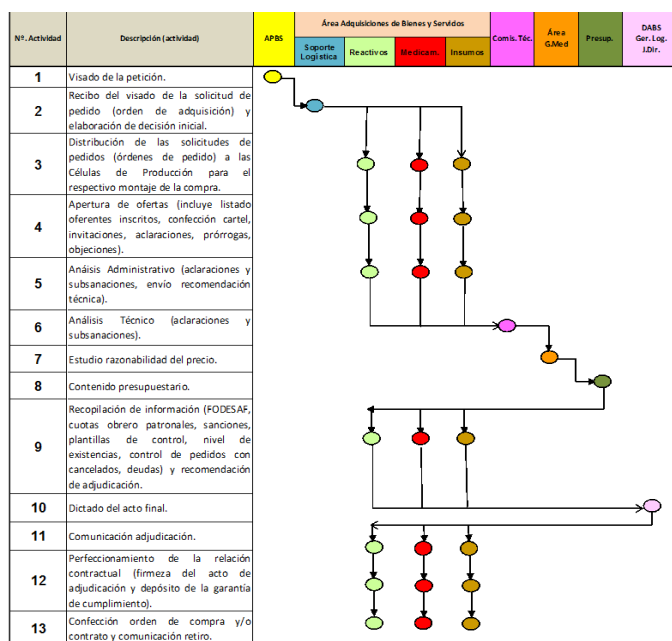 Nº. Actividad
Descripción (actividad)
APBS
Área Adquisiciones de Bienes y Servidos
Soporte
Logística
Reactivos
Medicam.
Insumos
Comis. Téc.
Área
G.Med
Presup.
DABS
Ger. Log.
J.Dir.
1
Visado de la petición.
2
Recibo del visado de la solicitud de
pedido (orden de adquisición) y
elaboración de decisión inicial.
3
Distribución de las solicitudes de
pedidos (órdenes de pedido) a las
Células de Producción para el
respectivo montaje de la compra.
4
Apertura de ofertas (incluye listado
oferentes inscritos, confección cartel,
invitaciones, aclaraciones, prórrogas,
objeciones).
5
Anáisis Administrativo (aclaraciones y
subsanaciones, envío recomendación
técnica).
6
Análisis Técnico (aclaraciones y
subsanaciones).
7
Estudio razonabilidad del precio.
8
Contenido presupuestario.
9
Recopilación de información (FODESAF,
cuotas obrero patronales, sanciones,
plantillas de control, nivel de
existencias, control de pedidos con
cancelados, deudas) y recomendación
de adjudicación.
10
Dictado del acto final.
11
Comunicación adjudicación.
12
Perfeccionamiento de la relación
contractual (firmeza del acto de
adjudicación y depósito de la garantía
de cumplimiento).
13
Confección orden de compra y/o
contrato y comunicación retiro.